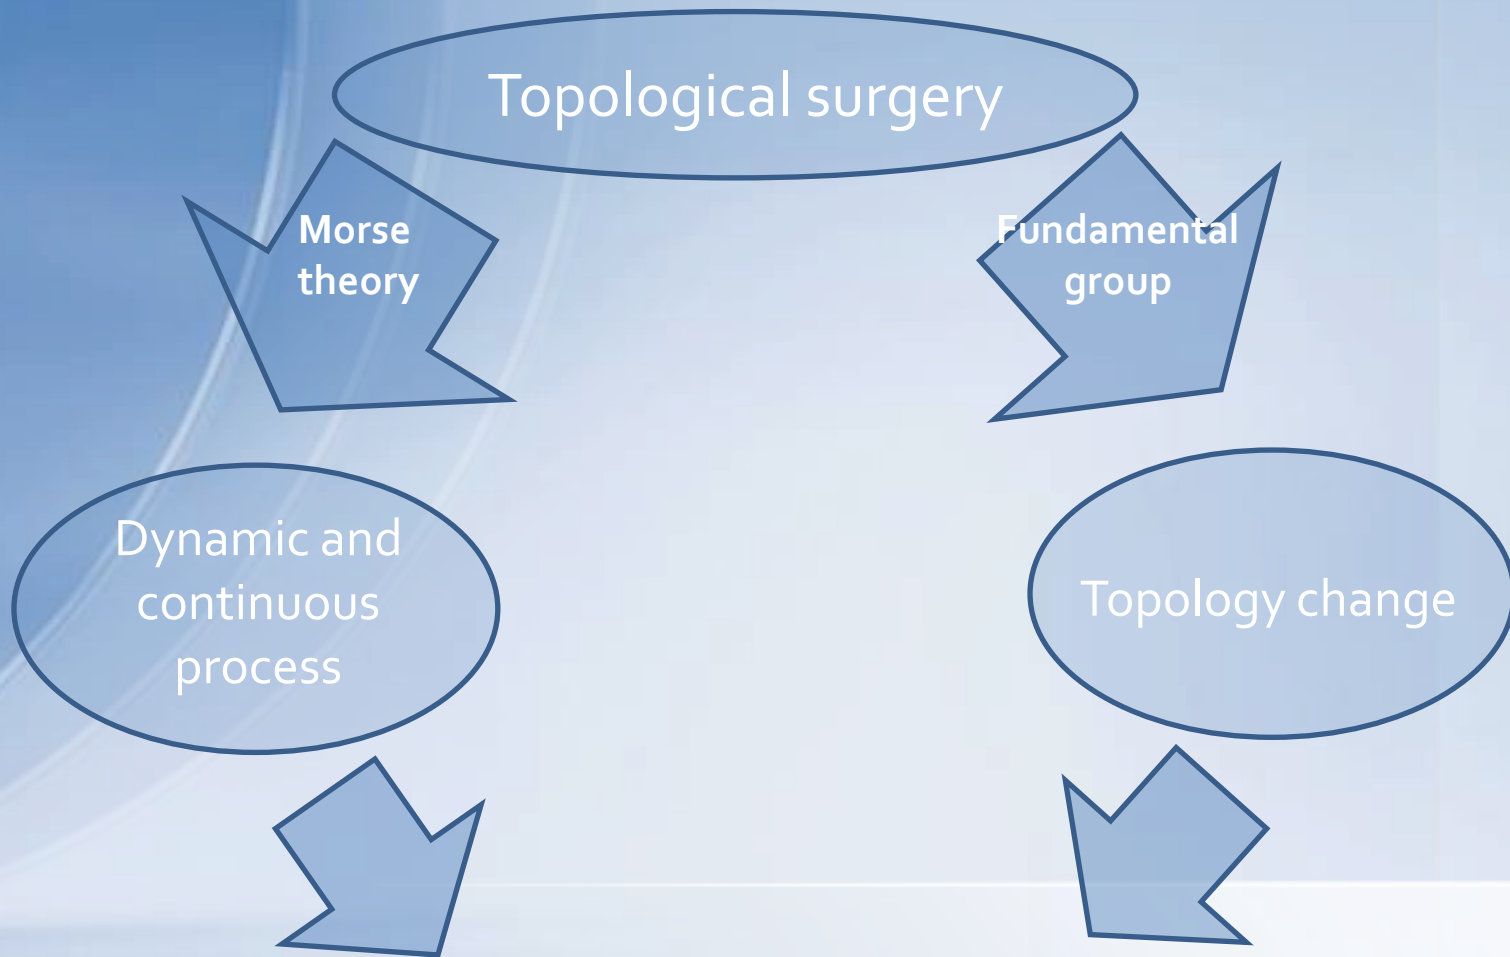 Topological surgery
Morse
theory
Fundamental
group
Dynamic and
continuous
process
Topology change